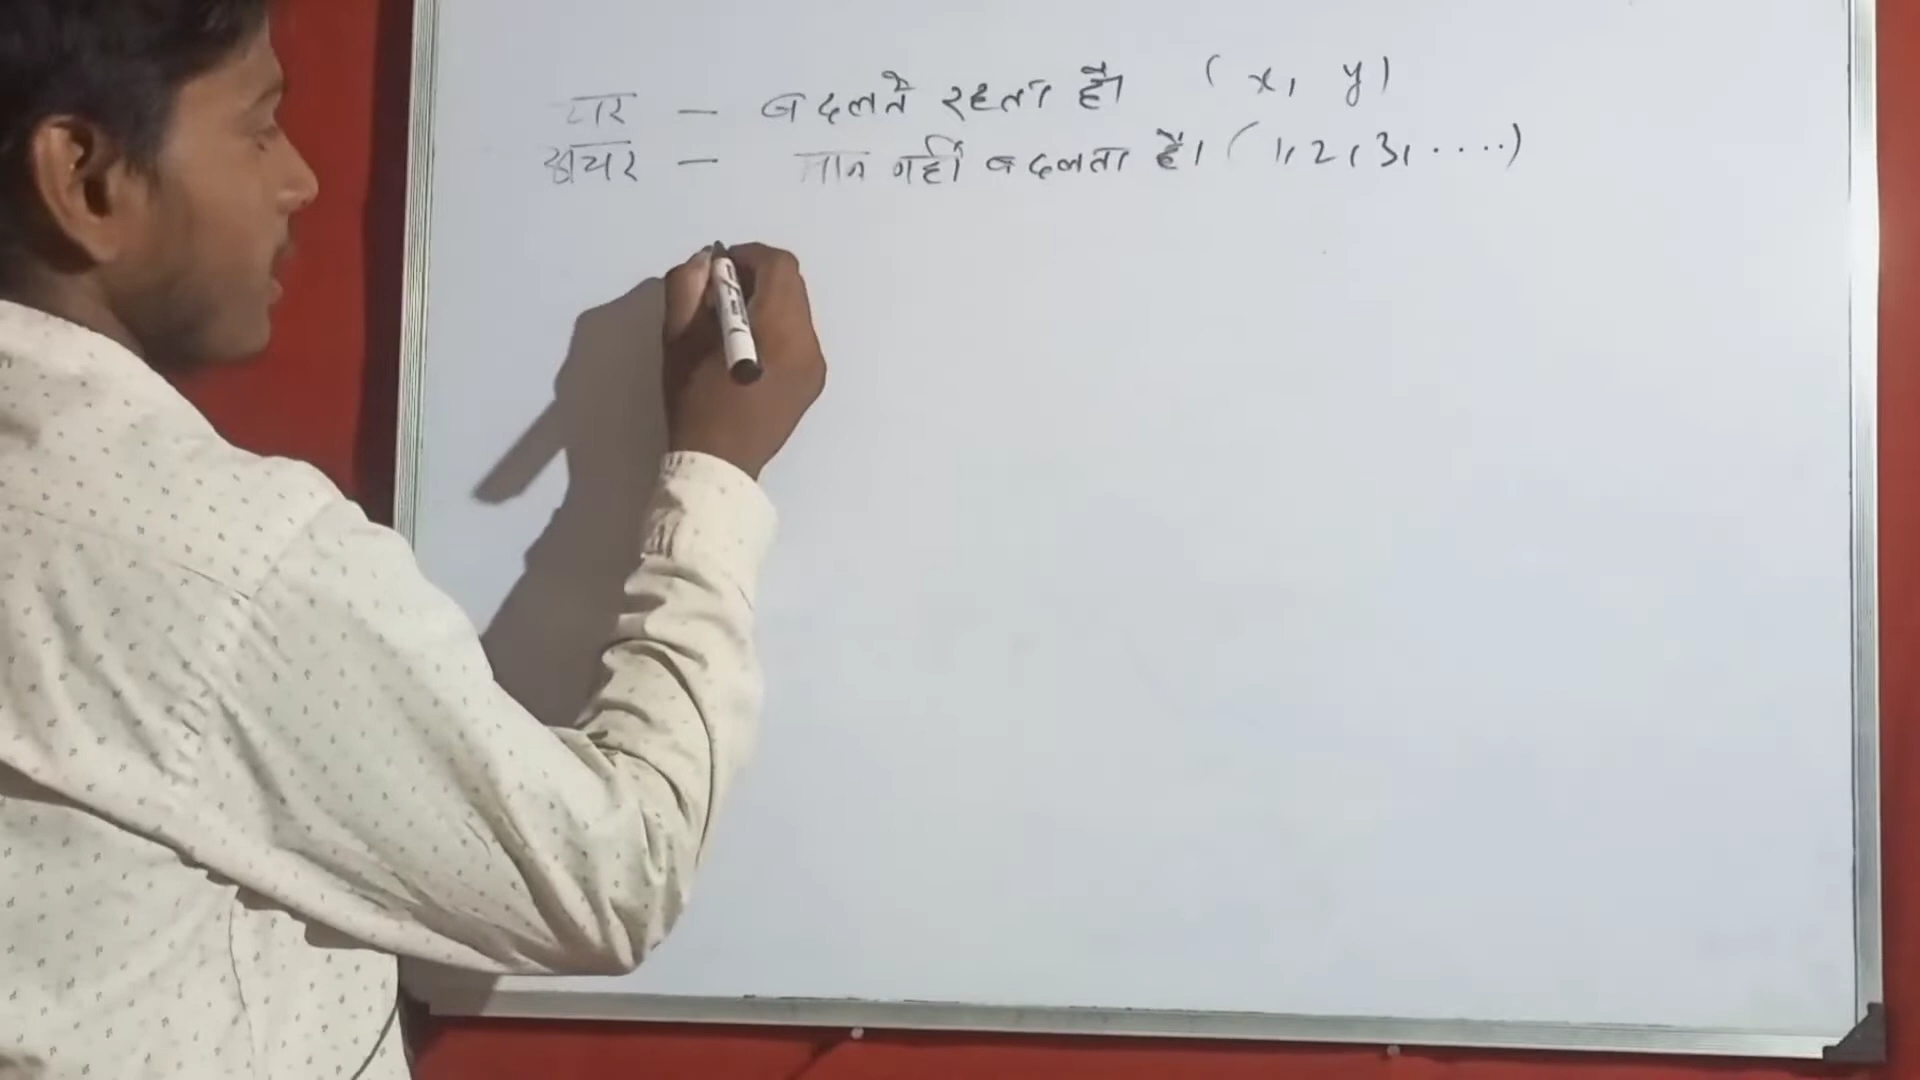 चर – बदलते रहता है। (x, y)
अचर – मान नहीं बदलता है। (1, 2, 3, ....)